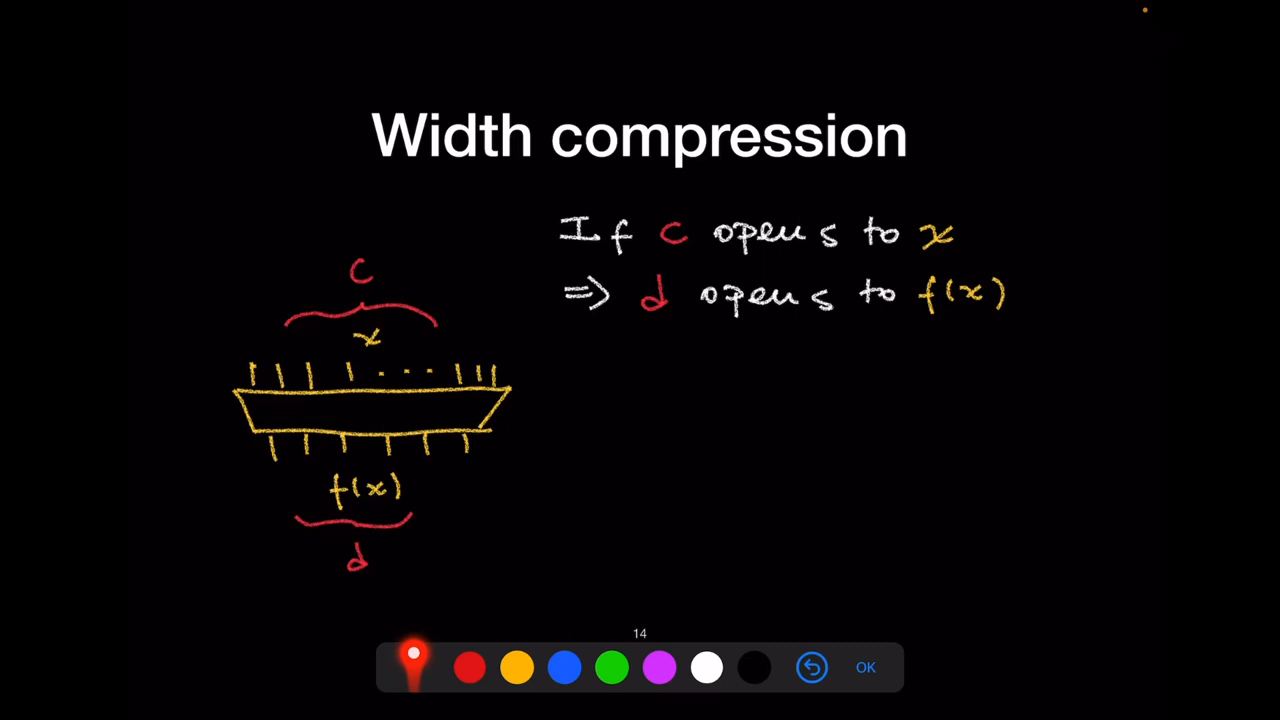 Width compression
If c opens to x
⇒ d opens to f(x)
c
x
f(x)
d
14
OK